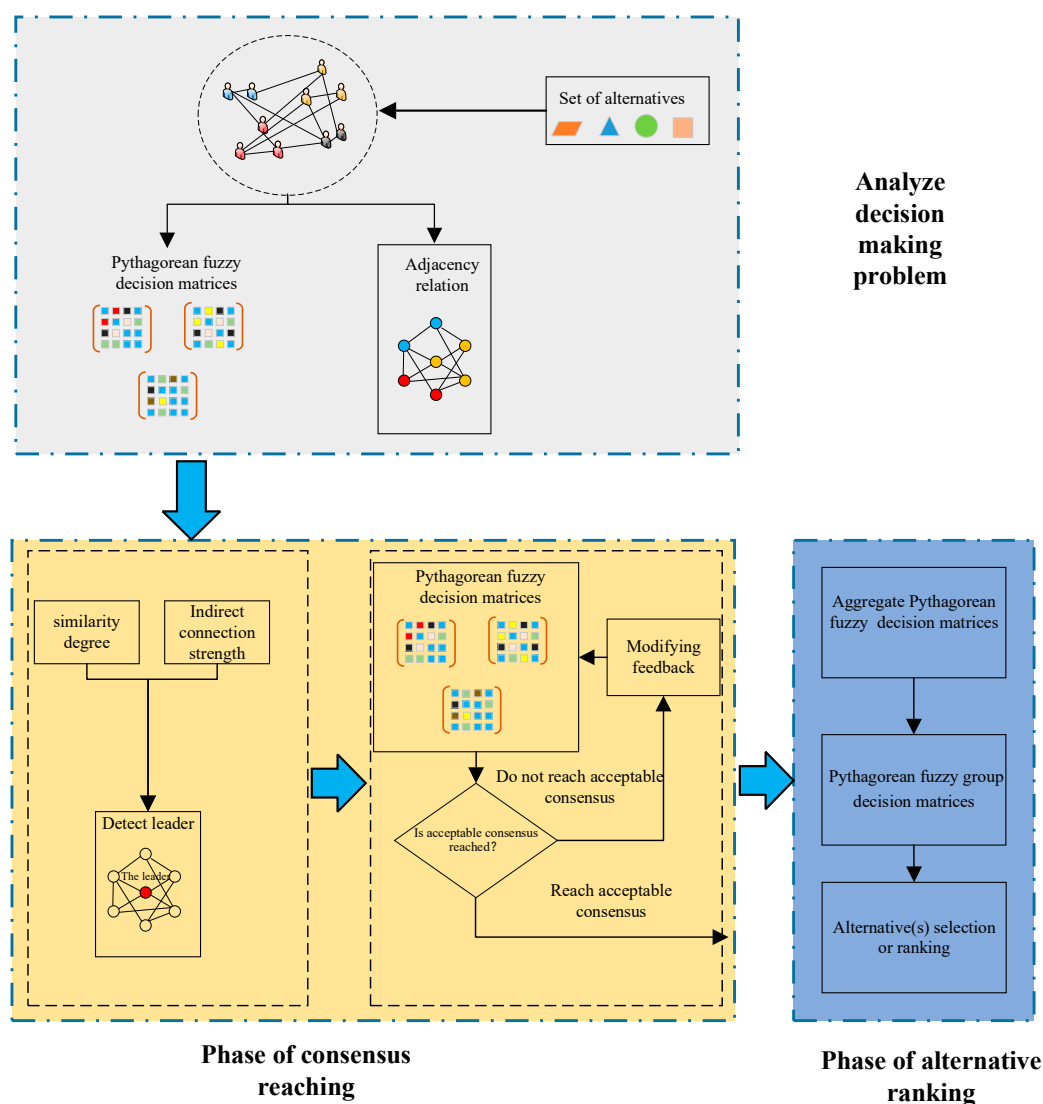 Set of alternatives
Analyze
decision
making
problem
Pythagorean fuzzy
decision matrices
Adjacency
relation
similarity
degree
Indirect
connection
strength
Detect leader
The leader
Pythagorean fuzzy
decision matrices
Modifying
feedback
Do not reach acceptable
consensus
Is acceptable consensus
reached?
Reach acceptable
consensus
Aggregate Pythagorean
fuzzy decision matrices
Pythagorean fuzzy group
decision matrices
Alternative(s) selection
or ranking
Phase of consensus
reaching
Phase of alternative
ranking